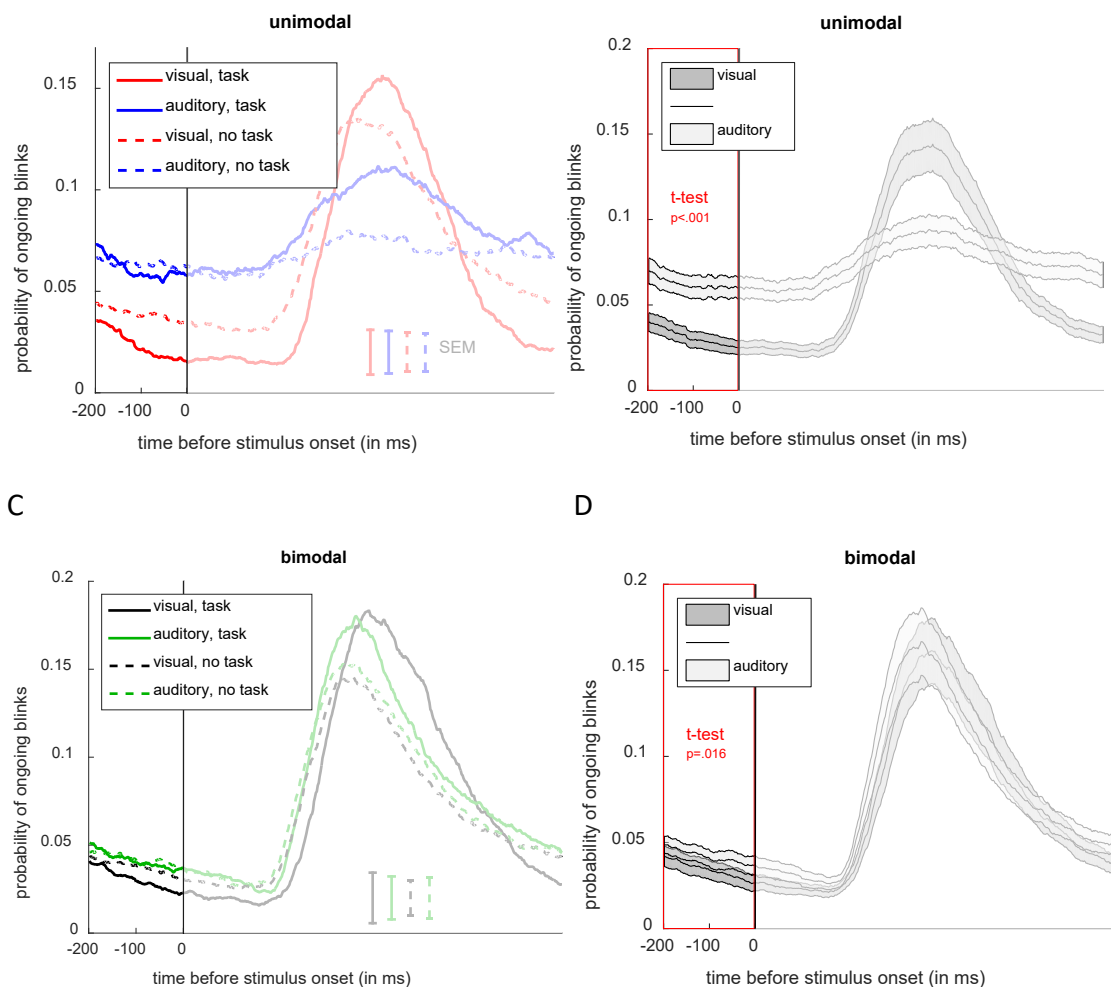 unimodal
0.15
0.1
0.05
0
probability of ongoing blinks
visual, task
auditory, task
visual, no task
auditory, no task
SEM
-200
-100
0
time before stimulus onset (in ms)
unimodal
0.2
0.15
0.1
0.05
0
probability of ongoing blinks
visual
auditory
t-test
p<.001
-200
-100
0
time before stimulus onset (in ms)
C
bimodal
0.2
0.15
0.1
0.05
0
probability of ongoing blinks
visual, task
auditory, task
visual, no task
auditory, no task
-200
-100
0
time before stimulus onset (in ms)
D
bimodal
0.2
0.15
0.1
0.05
0
probability of ongoing blinks
visual
auditory
t-test
p=.016
-200
-100
0
time before stimulus onset (in ms)